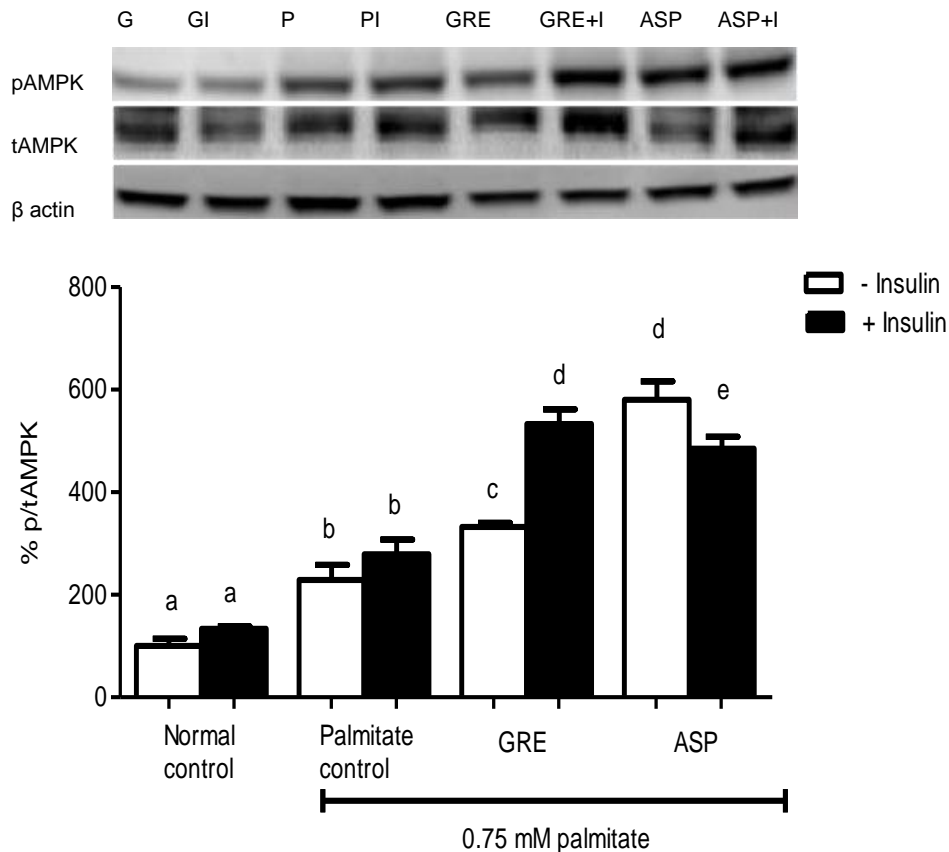 G GI P PI GRE GRE+I ASP ASP+I
pAMPK
tAMPK
β actin
800
600
400
200
0
% p/tAMPK
- Insulin
+ Insulin
a a b b c d d e
Normal control
Palmitate control
GRE
ASP
0.75 mM palmitate